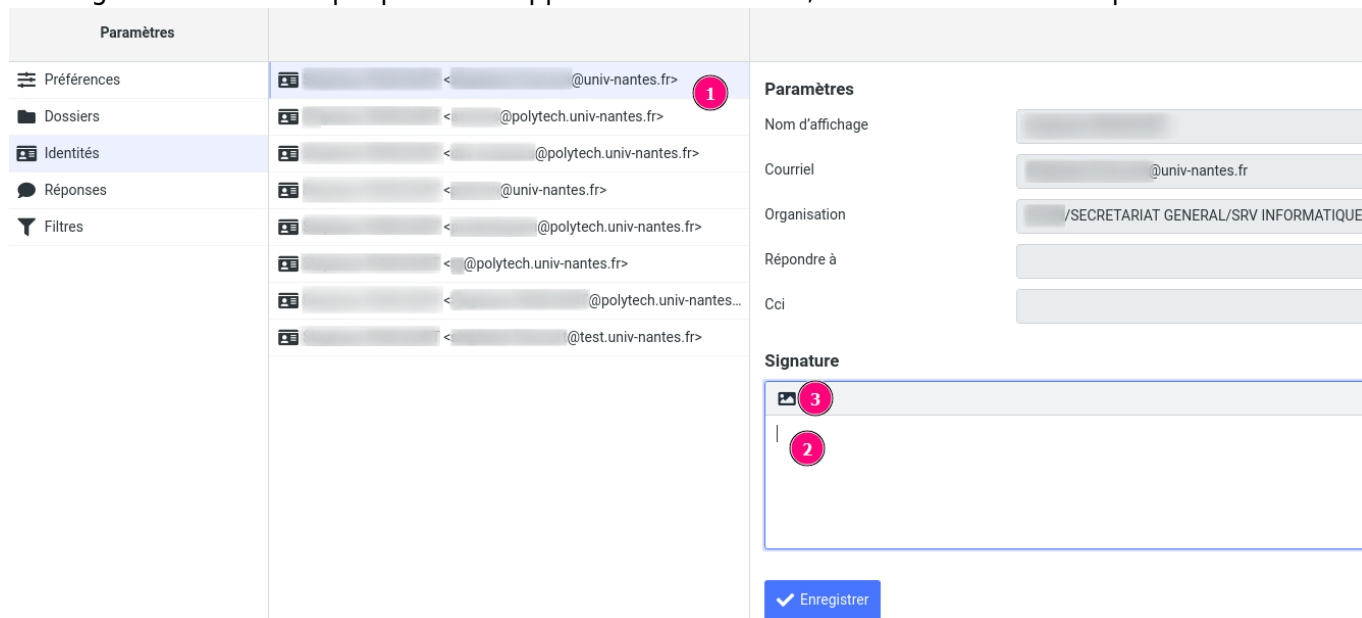 Paramètres
Préférences
Dossiers
Identités
Réponses
Filtres
< @univ-nantes.fr>
1
< @polytech.univ-nantes.fr>
< @polytech.univ-nantes.fr>
< @univ-nantes.fr>
< @polytech.univ-nantes.fr>
< @polytech.univ-nantes.fr>
< @polytech.univ-nantes...
< @test.univ-nantes.fr>
Paramètres
Nom d'affichage
Courriel @univ-nantes.fr
Organisation /SECRETARIAT GENERAL/SRV INFORMATIQUE
Répondre à
Cci
Signature
3
2
Enregistrer